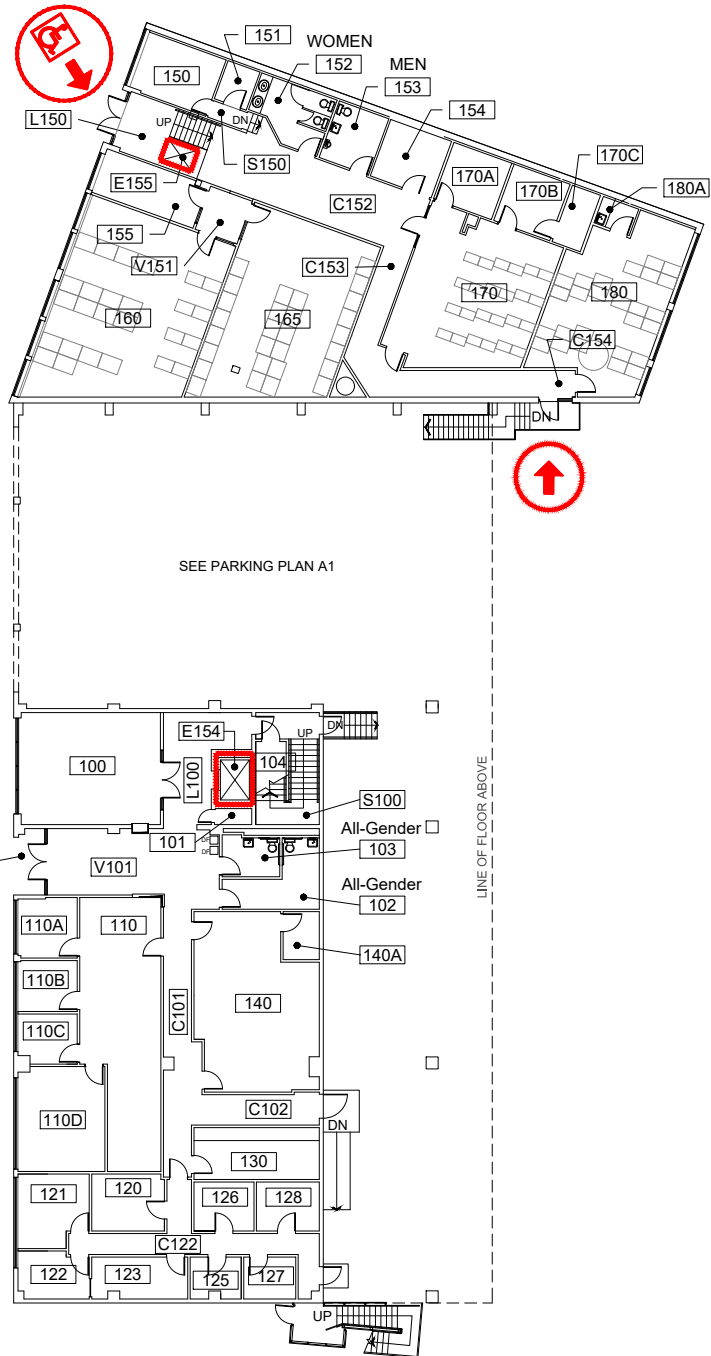 151
WOMEN
152
MEN
153
150
154
L150
UP
DN
S150
170C
170A
170B
180A
E155
C152
155
V151
C153
160
165
170
180
C154
DN
SEE PARKING PLAN A1
E154
UP
DN
100
L100
104
S100
LINE OF FLOOR ABOVE
101
DF
DF
All-Gender
103
V101
All-Gender
102
110A
110
140A
110B
C101
140
110C
110D
C102
DN
130
121
120
126
128
C122
122
123
125
127
UP